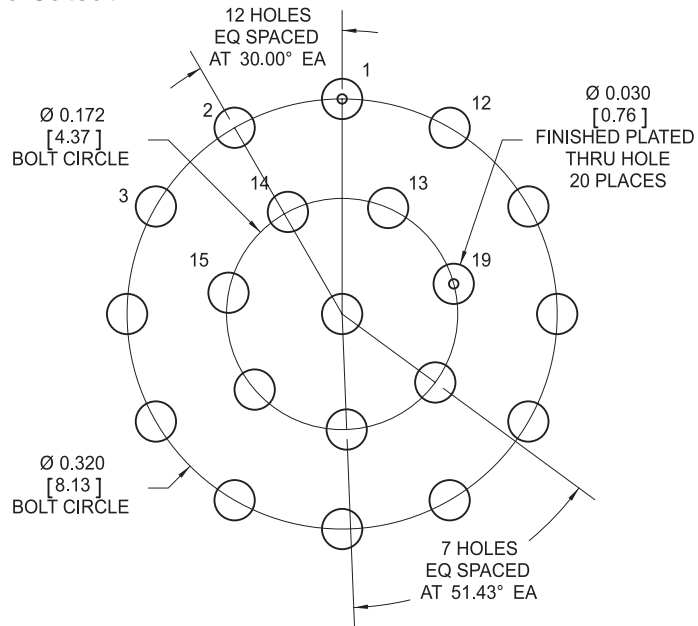 12 HOLES
EQ SPACED
AT 30.00° EA
1
2
12
Ø 0.172
[4.37 ]
BOLT CIRCLE
Ø 0.030
[0.76 ]
FINISHED PLATED
THRU HOLE
20 PLACES
3
14
13
15
19
Ø 0.320
[8.13 ]
BOLT CIRCLE
7 HOLES
EQ SPACED
AT 51.43° EA